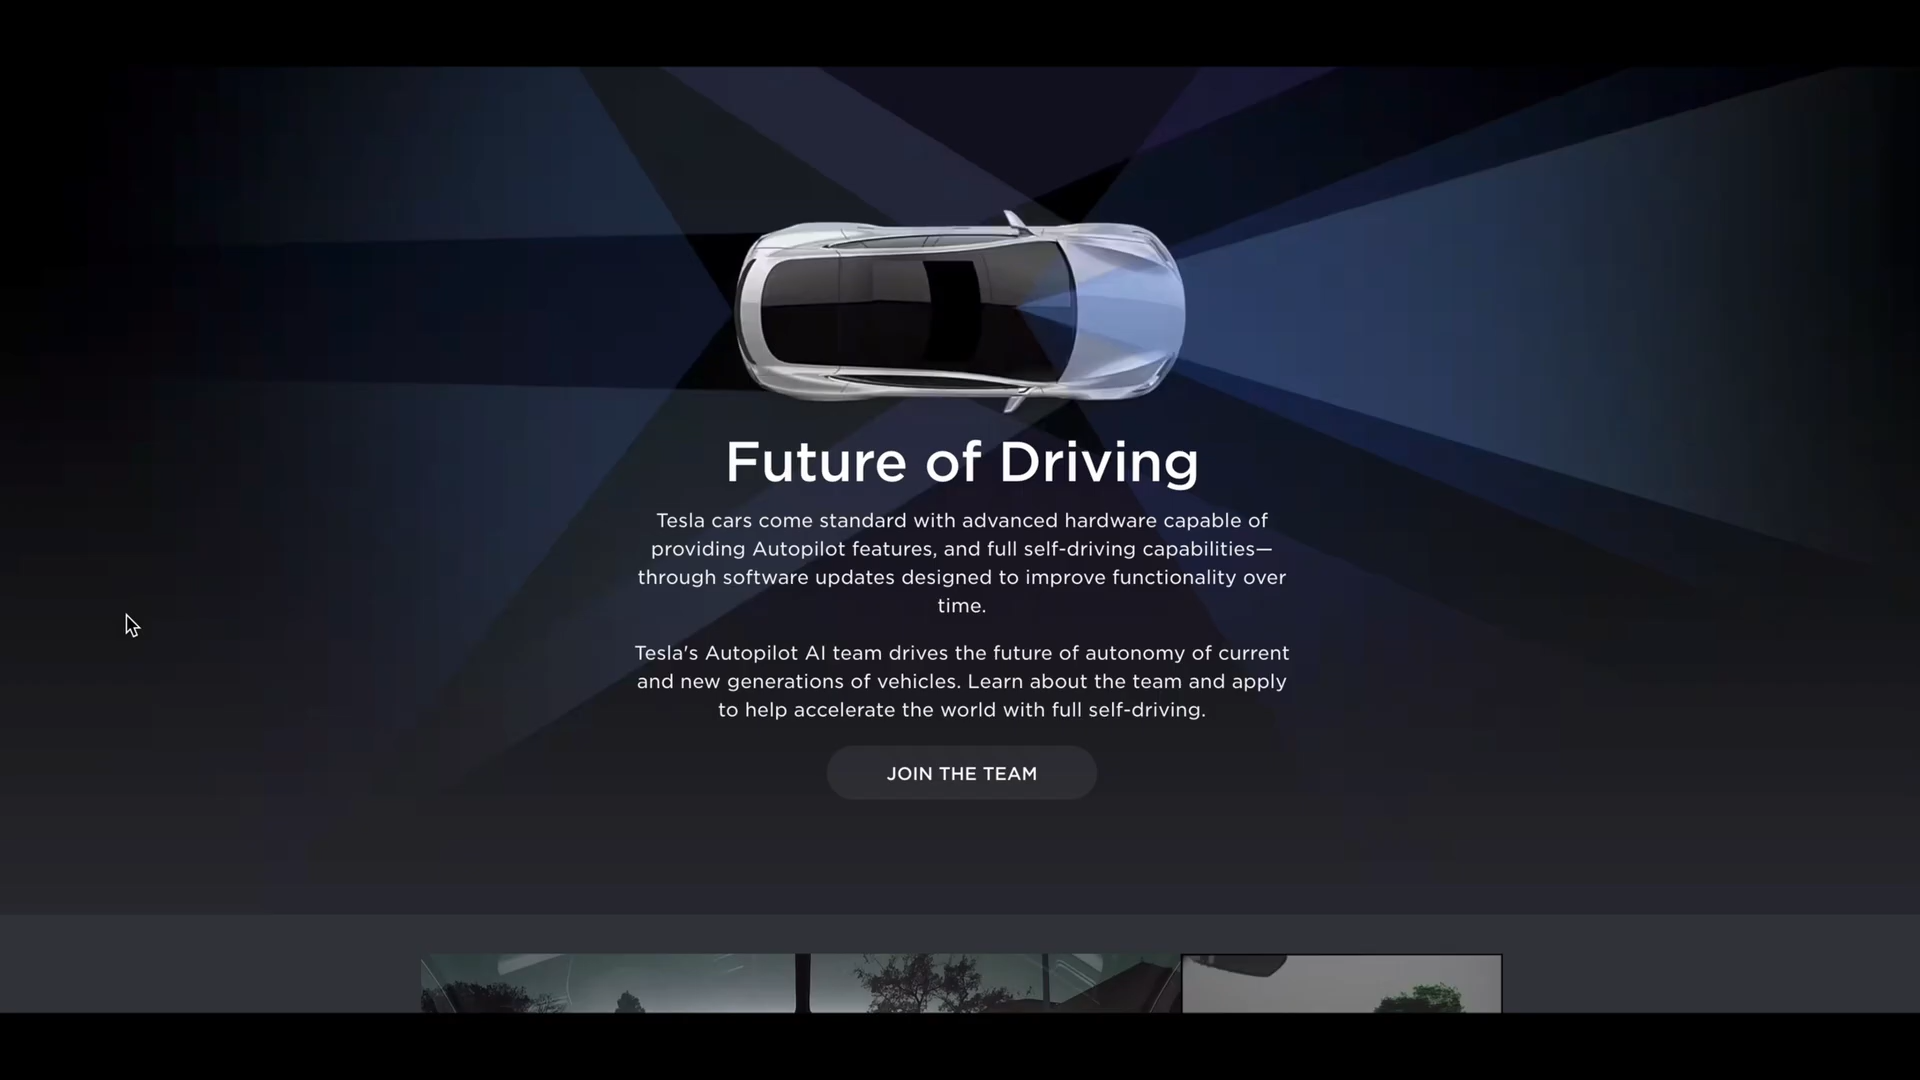 Future of Driving
Tesla cars come standard with advanced hardware capable of
providing Autopilot features, and full self-driving capabilities—
through software updates designed to improve functionality over
time.
Tesla's Autopilot AI team drives the future of autonomy of current
and new generations of vehicles. Learn about the team and apply
to help accelerate the world with full self-driving.
JOIN THE TEAM